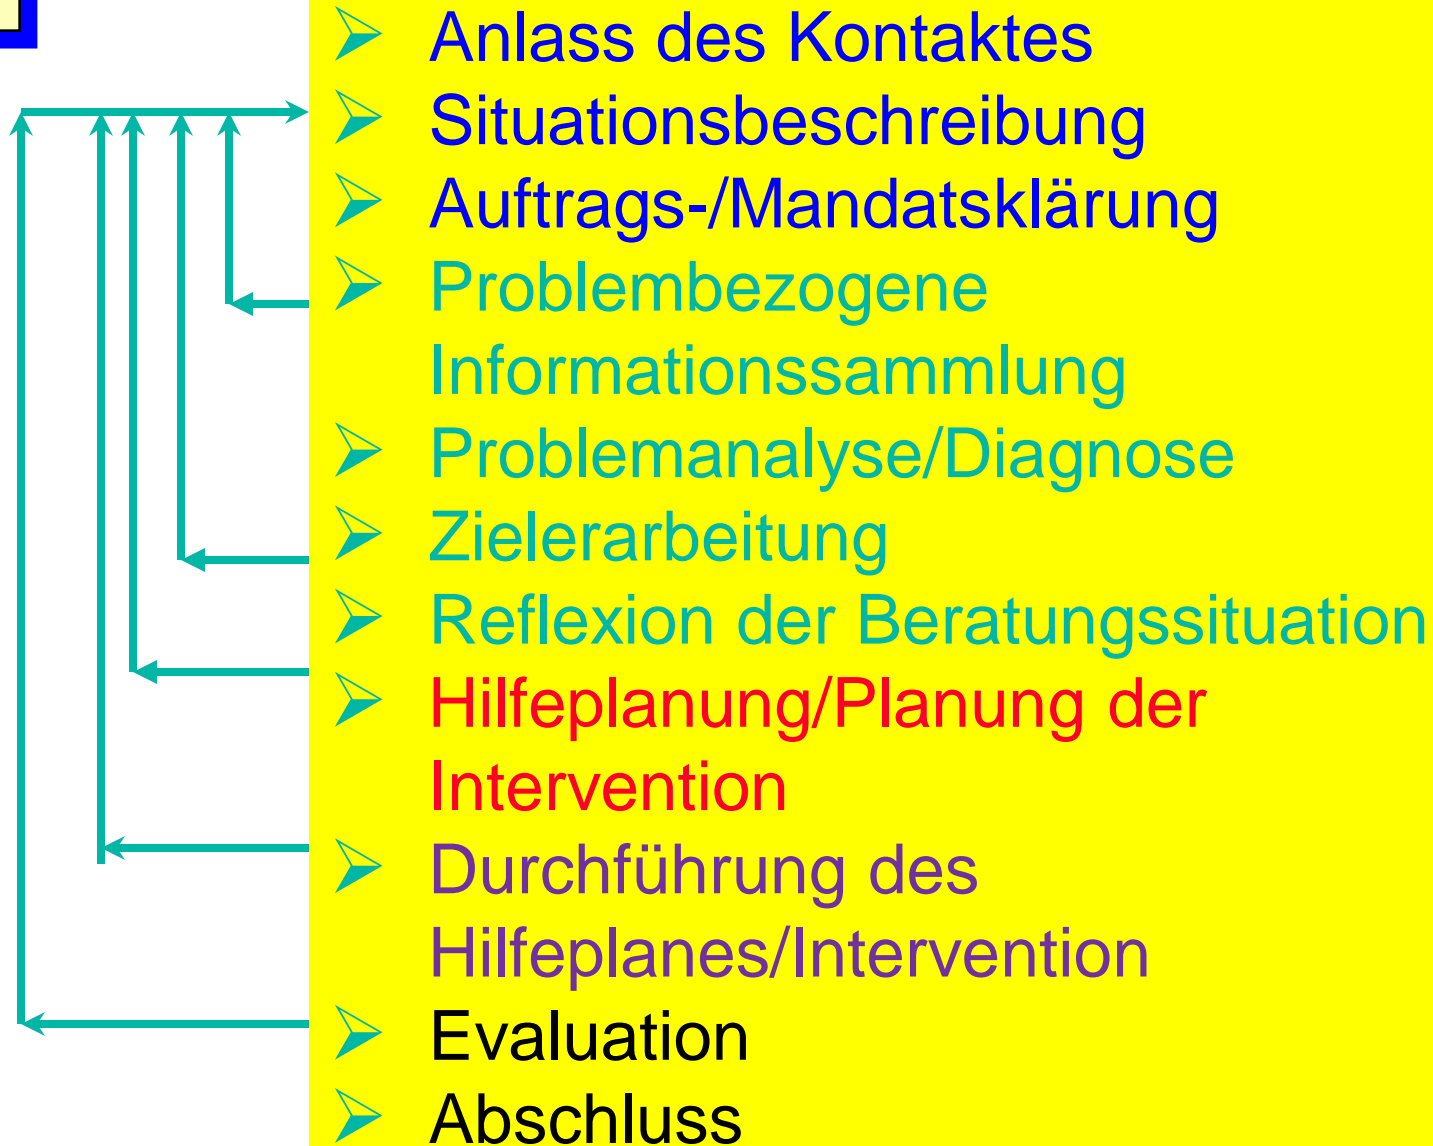 Anlass des Kontaktes
Situationsbeschreibung
Auftrags-/Mandatsklärung
Problembezogene
Informationssammlung
Problemanalyse/Diagnose
Zielerarbeitung
Reflexion der Beratungssituation
Hilfeplanung/Planung der
Intervention
Durchführung des
Hilfeplanes/Intervention
Evaluation
Abschluss